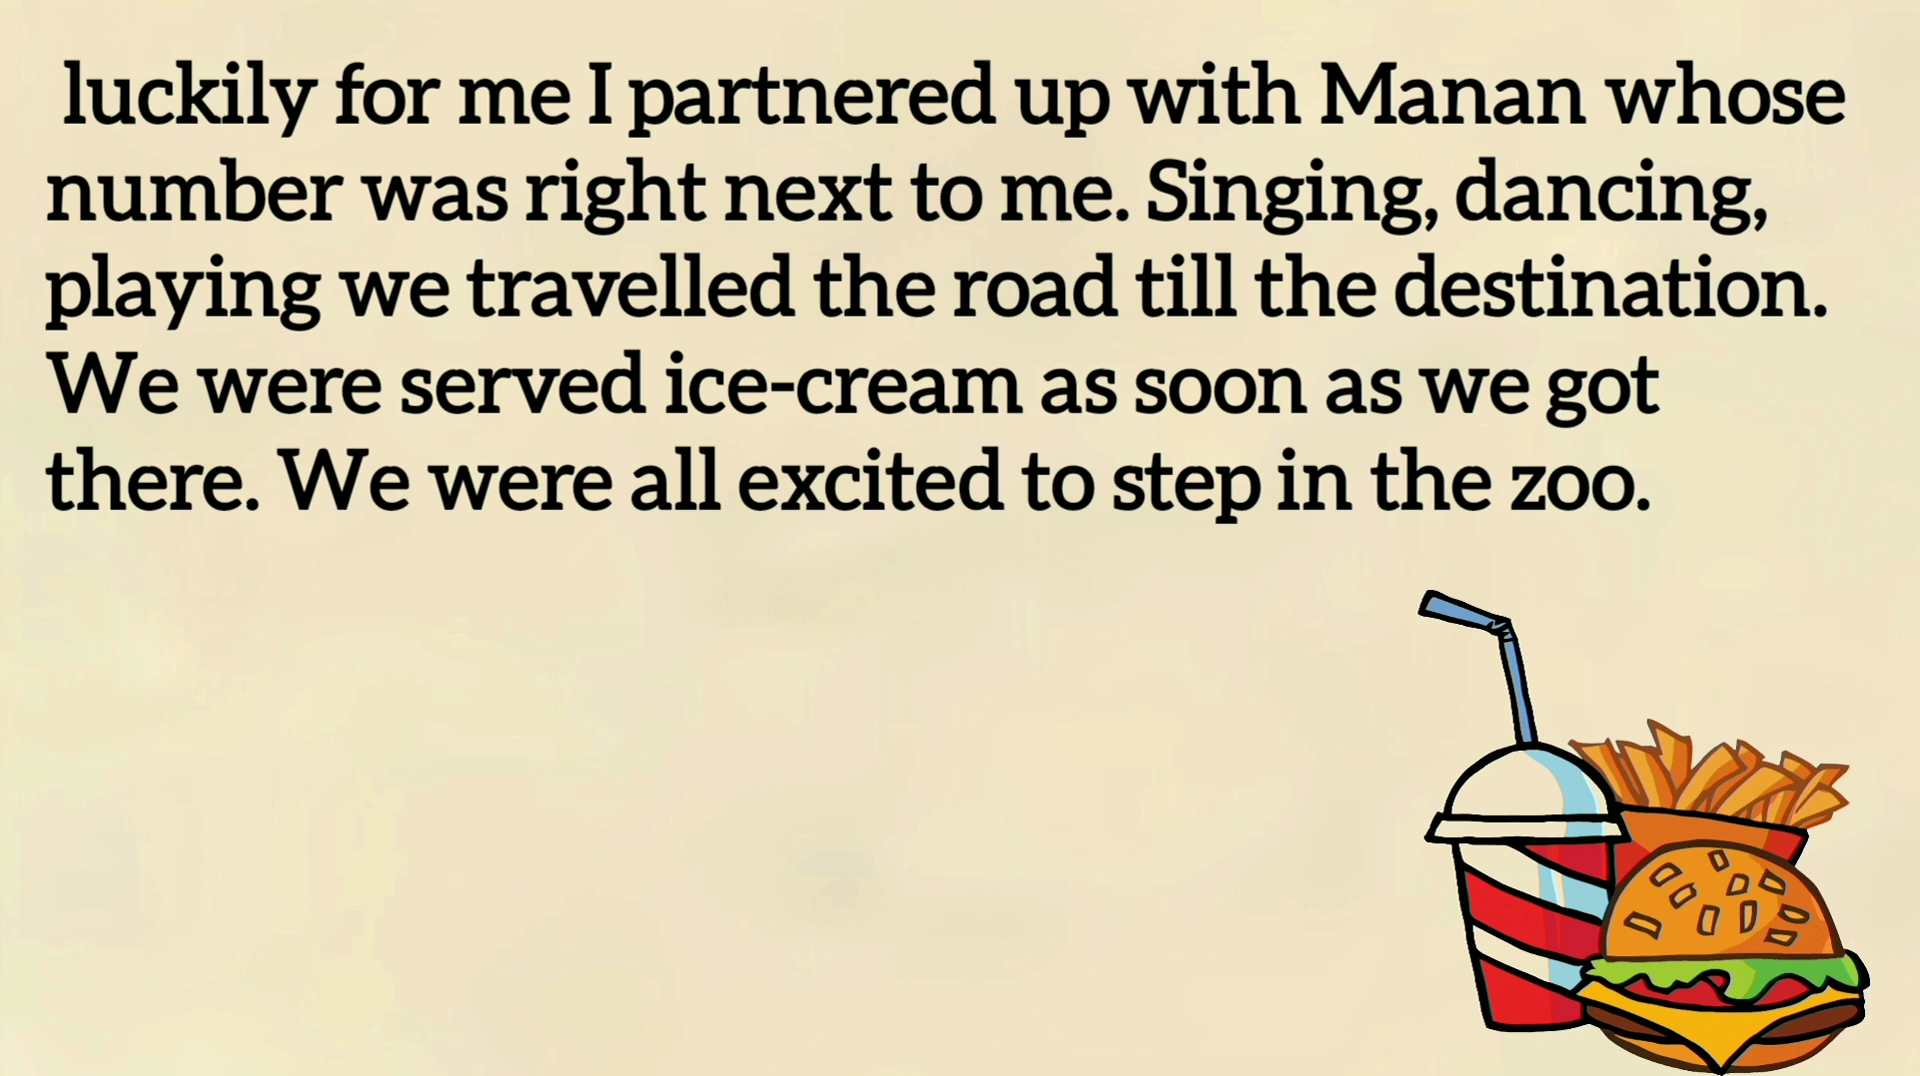 luckily for me I partnered up with Manan whose
number was right next to me. Singing, dancing,
playing we travelled the road till the destination.
We were served ice-cream as soon as we got
there. We were all excited to step in the zoo.